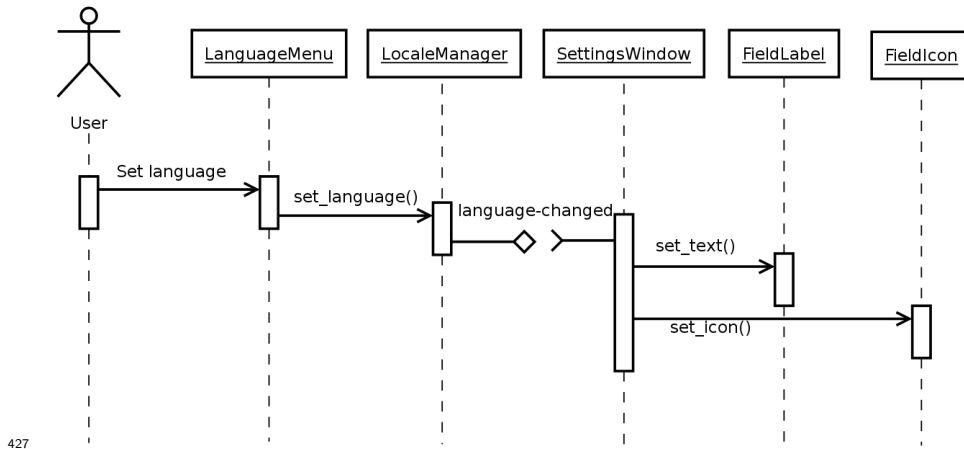 LanguageMenu
LocaleManager
SettingsWindow
FieldLabel
FieldIcon
User
Set language
set_language()
language-changed
set_text()
set_icon()
427